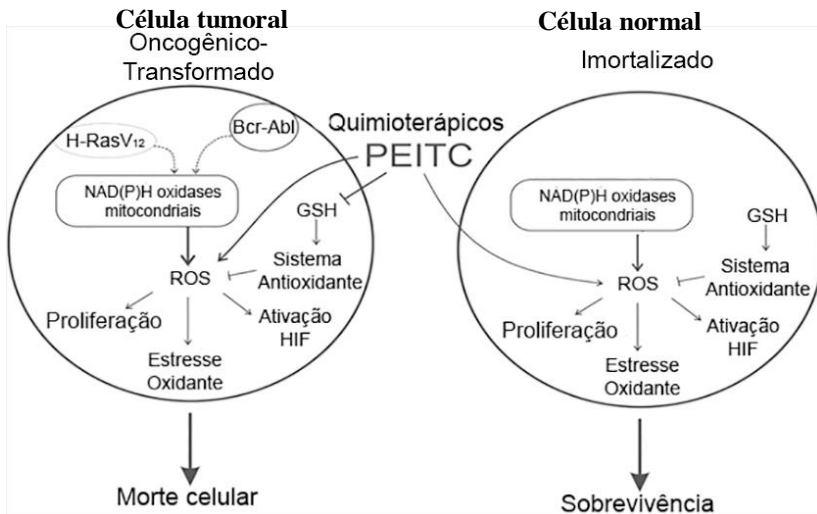 Célula tumoral
Oncogênico-
Transformado
H-RasV12
Bcr-Abl
NAD(P)H oxidases
mitocondriais
GSH
ROS
Sistema
Antioxidante
Proliferação
Ativação
HIF
Estresse
Oxidante
Morte celular
Quimioterápicos
PEITC
Célula normal
Imortalizado
NAD(P)H oxidases
mitocondriais
GSH
ROS
Sistema
Antioxidante
Proliferação
Ativação
HIF
Estresse
Oxidante
Sobrevivência